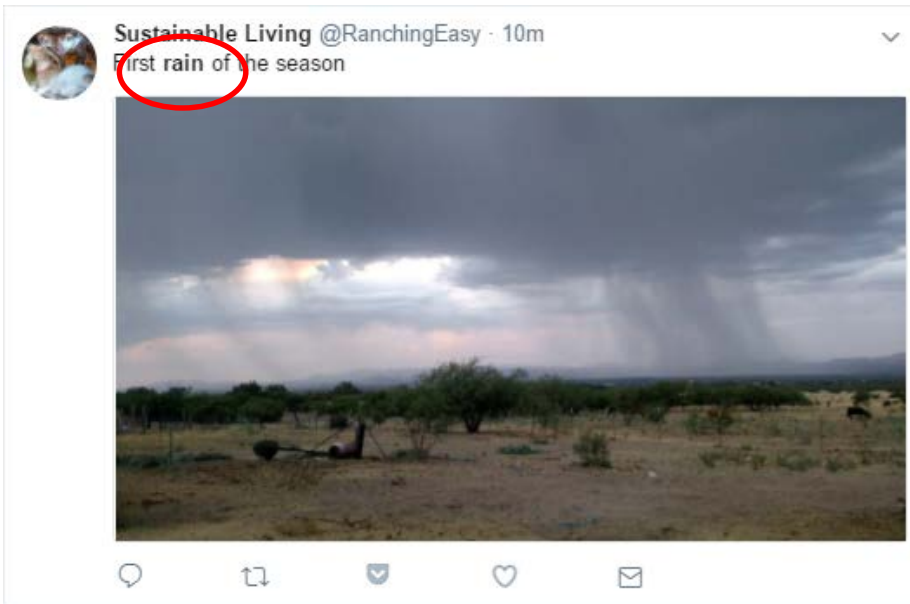 Sustainable Living @RanchingEasy · 10m
First rain of the season